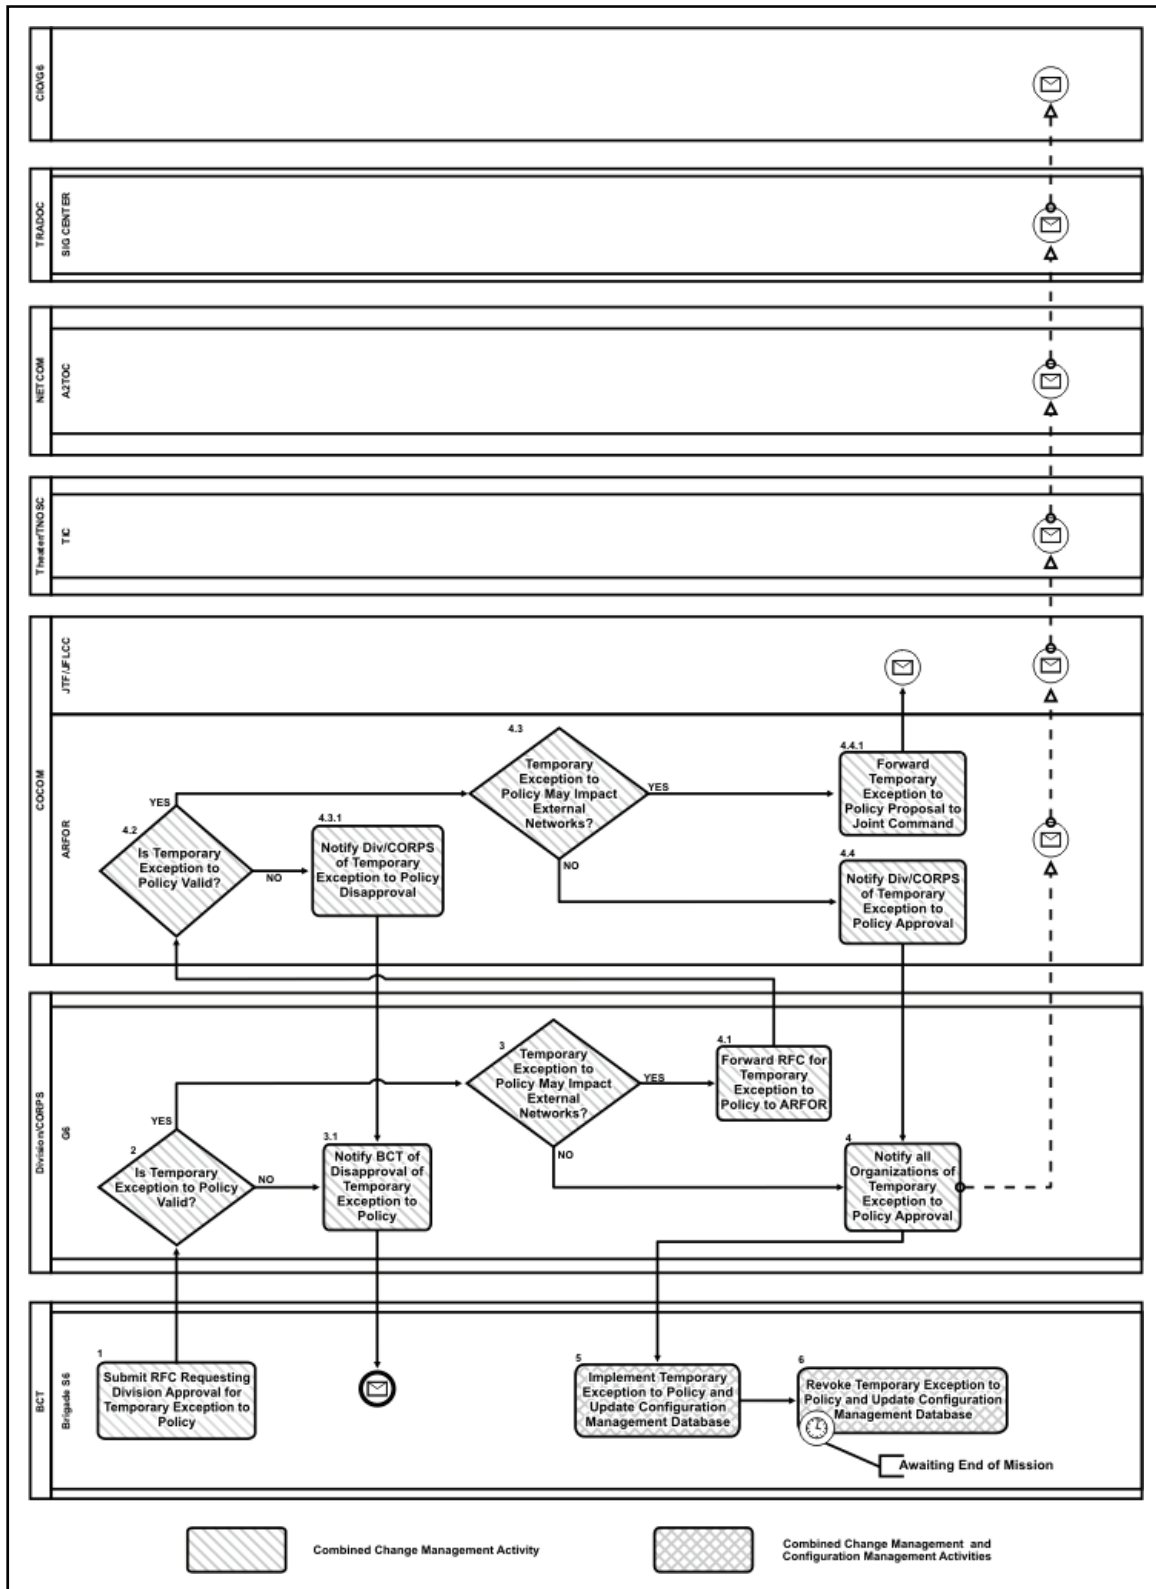 CIO/G6
TRADOC
SIG CENTER
NETCOM
A2TOC
Theater/TNOSC
TIC
COCOM
JTF/JFLCC
ARFOR
4.2
Is Temporary
Exception to
Policy Valid?
YES
NO
4.3.1
Notify Div/CORPS
of Temporary
Exception to Policy
Disapproval
4.3
Temporary
Exception to
Policy May Impact
External
Networks?
YES
NO
4.4.1
Forward
Temporary
Exception to
Policy Proposal to
Joint Command
4.4
Notify Div/CORPS
of Temporary
Exception to
Policy Approval
Division/CORPS
G6
2
Is Temporary
Exception to Policy
Valid?
YES
NO
3.1
Notify BCT of
Disapproval of
Temporary
Exception to
Policy
3
Temporary
Exception to
Policy May Impact
External
Networks?
YES
NO
4.1
Forward RFC for
Temporary
Exception to
Policy to ARFOR
4
Notify all
Organizations of
Temporary
Exception to
Policy Approval
BCT
Brigade S6
1
Submit RFC Requesting
Division Approval for
Temporary Exception to
Policy
5
Implement Temporary
Exception to Policy and
Update Configuration
Management Database
6
Revoke Temporary Exception to
Policy and Update Configuration
Management Database
Awaiting End of Mission
Combined Change Management Activity
Combined Change Management and
Configuration Management Activities